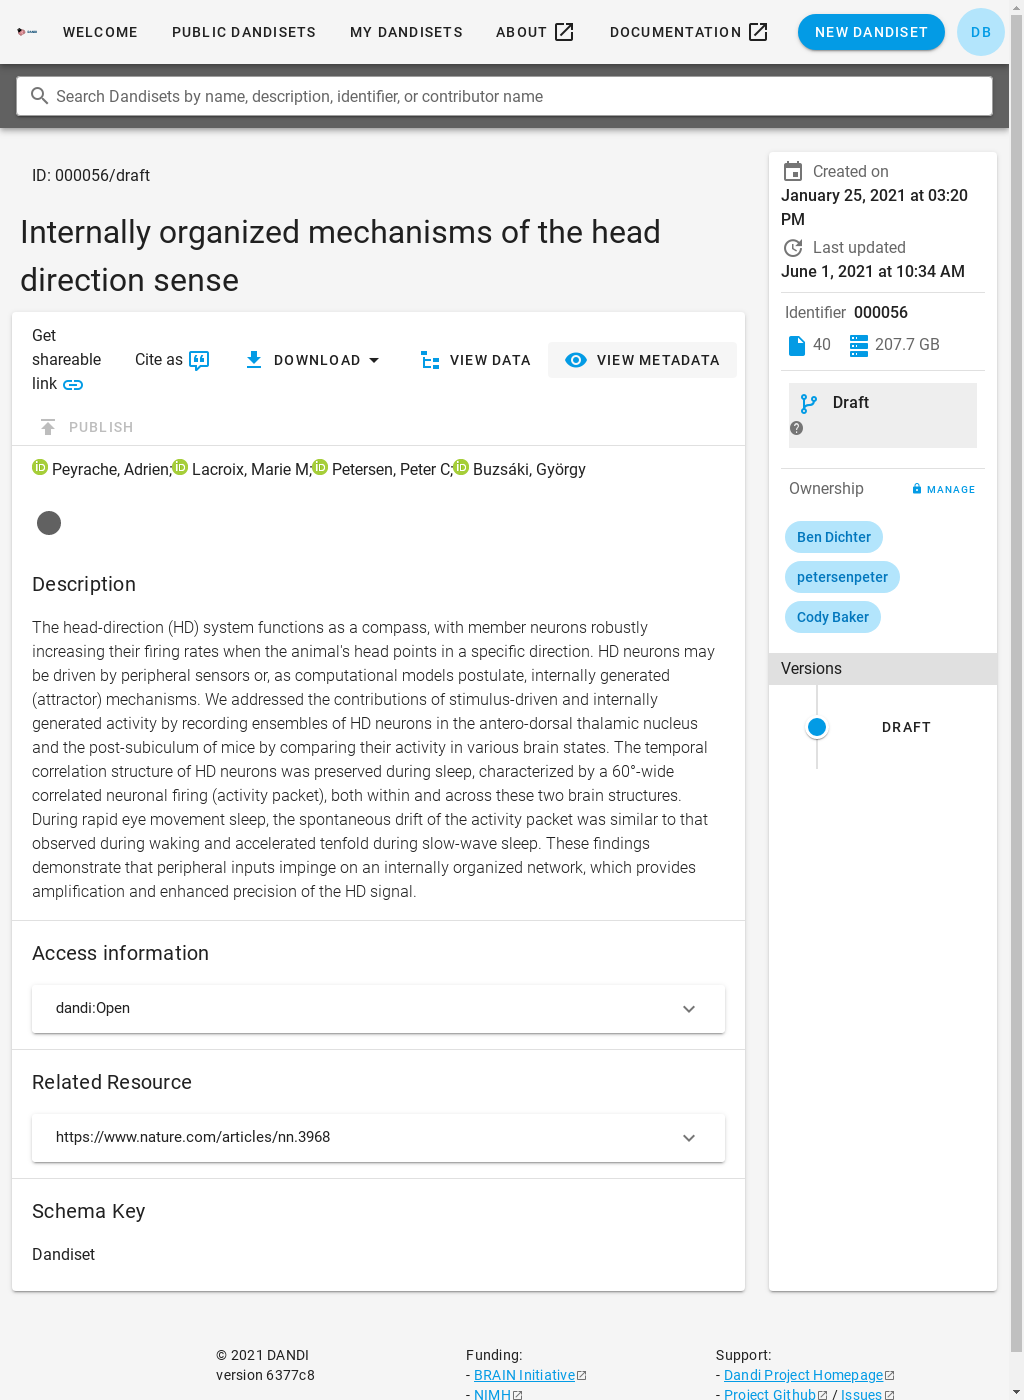 WELCOME PUBLIC DANDISETS MY DANDISETS ABOUT DOCUMENTATION NEW DANDISET DB
Search Dandisets by name, description, identifier, or contributor name
ID: 000056/draft
Internally organized mechanisms of the head
direction sense
Get
shareable
link
Cite as
DOWNLOAD
VIEW DATA
VIEW METADATA
PUBLISH
Peyrache, Adrien; Lacroix, Marie M; Petersen, Peter C; Buzsáki, György
Description
The head-direction (HD) system functions as a compass, with member neurons robustly
increasing their firing rates when the animal's head points in a specific direction. HD neurons may
be driven by peripheral sensors or, as computational models postulate, internally generated
(attractor) mechanisms. We addressed the contributions of stimulus-driven and internally
generated activity by recording ensembles of HD neurons in the antero-dorsal thalamic nucleus
and the post-subiculum of mice by comparing their activity in various brain states. The temporal
correlation structure of HD neurons was preserved during sleep, characterized by a 60°-wide
correlated neuronal firing (activity packet), both within and across these two brain structures.
During rapid eye movement sleep, the spontaneous drift of the activity packet was similar to that
observed during waking and accelerated tenfold during slow-wave sleep. These findings
demonstrate that peripheral inputs impinge on an internally organized network, which provides
amplification and enhanced precision of the HD signal.
Access information
dandi:Open
Related Resource
https://www.nature.com/articles/nn.3968
Schema Key
Dandiset
Created on
January 25, 2021 at 03:20
PM
Last updated
June 1, 2021 at 10:34 AM
Identifier 000056
40 207.7 GB
Draft
Ownership MANAGE
Ben Dichter
petersenpeter
Cody Baker
Versions
DRAFT
© 2021 DANDI
version 6377c8
Funding:
- BRAIN Initiative
- NIMH
Support:
- Dandi Project Homepage
- Project Github / Issues